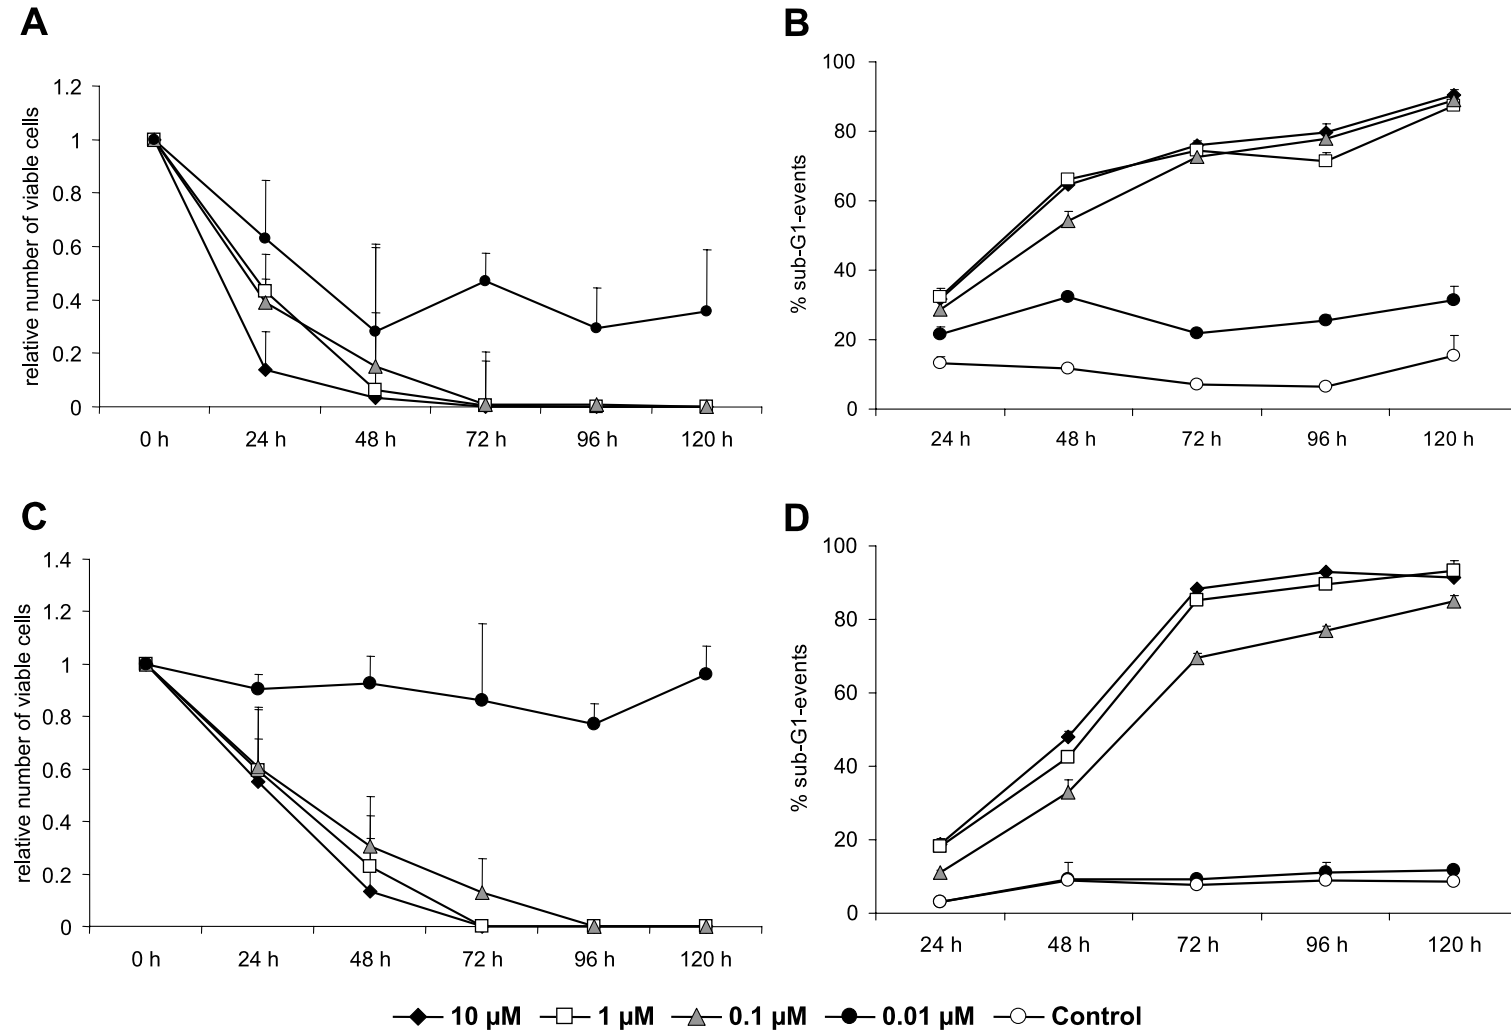 A
relative number of viable cells
1.2
1
0.8
0.6
0.4
0.2
0
0 h 24 h 48 h 72 h 96 h 120 h
B
% sub-G1-events
100
80
60
40
20
0
24 h 48 h 72 h 96 h 120 h
C
relative number of viable cells
1.4
1.2
1
0.8
0.6
0.4
0.2
0
0 h 24 h 48 h 72 h 96 h 120 h
D
% sub-G1-events
100
80
60
40
20
0
24 h 48 h 72 h 96 h 120 h
10 µM 1 µM 0.1 µM 0.01 µM Control